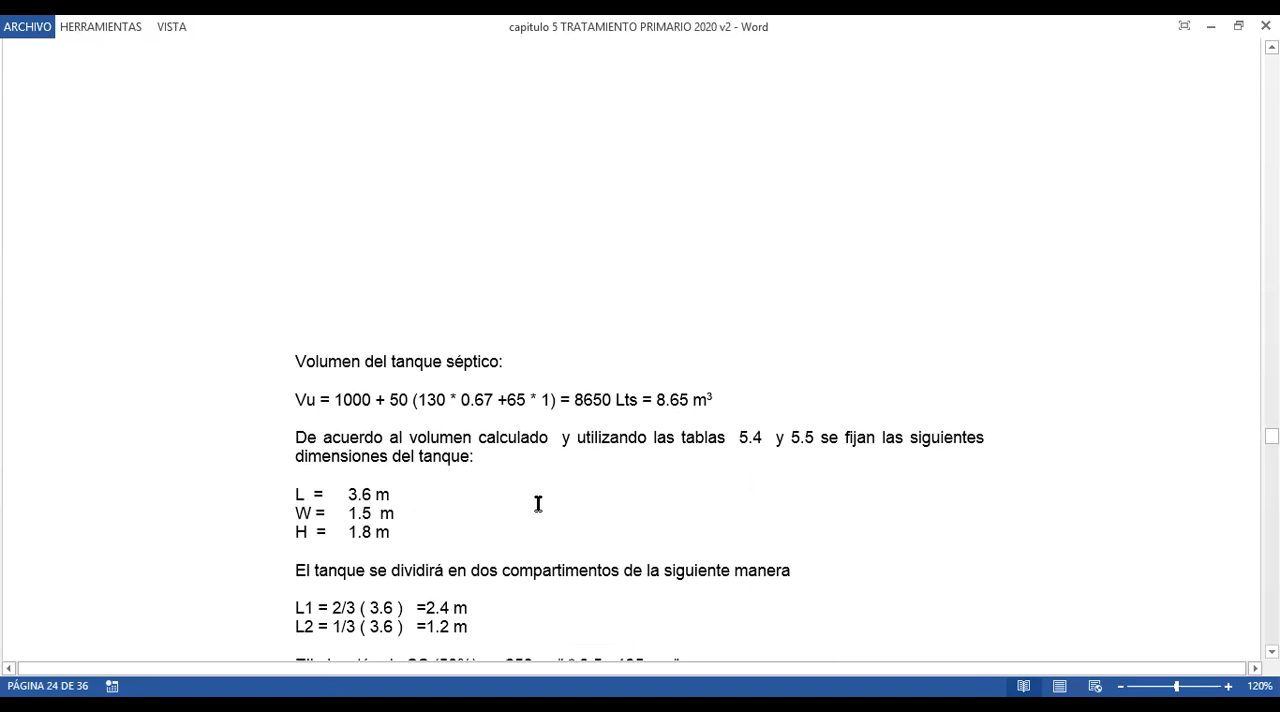 ARCHIVO HERRAMIENTAS VISTA
capitulo 5 TRATAMIENTO PRIMARIO 2020 v2 - Word
Volumen del tanque séptico:
Vu = 1000 + 50 (130 * 0.67 +65 * 1) = 8650 Lts = 8.65 m³
De acuerdo al volumen calculado y utilizando las tablas 5.4 y 5.5 se fijan las siguientes
dimensiones del tanque:
L = 3.6 m
W = 1.5 m
H = 1.8 m
El tanque se dividirá en dos compartimentos de la siguiente manera
L1 = 2/3 ( 3.6 ) =2.4 m
L2 = 1/3 ( 3.6 ) =1.2 m
PÁGINA 24 DE 36
120%